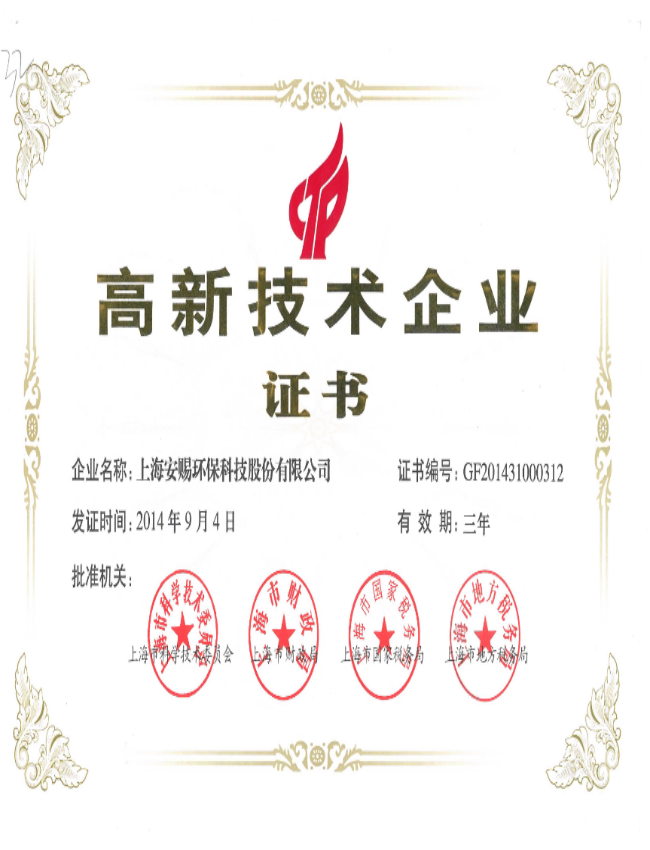 高新技术企业
证书
企业名称：上海安赐环保科技股份有限公司 证书编号：GF201431000312
发证时间：2014年9月4日 有效期：三年
批准机关：
上海市科学技术委员会 上海市财政局 上海市国家税务局 上海市地方税务局